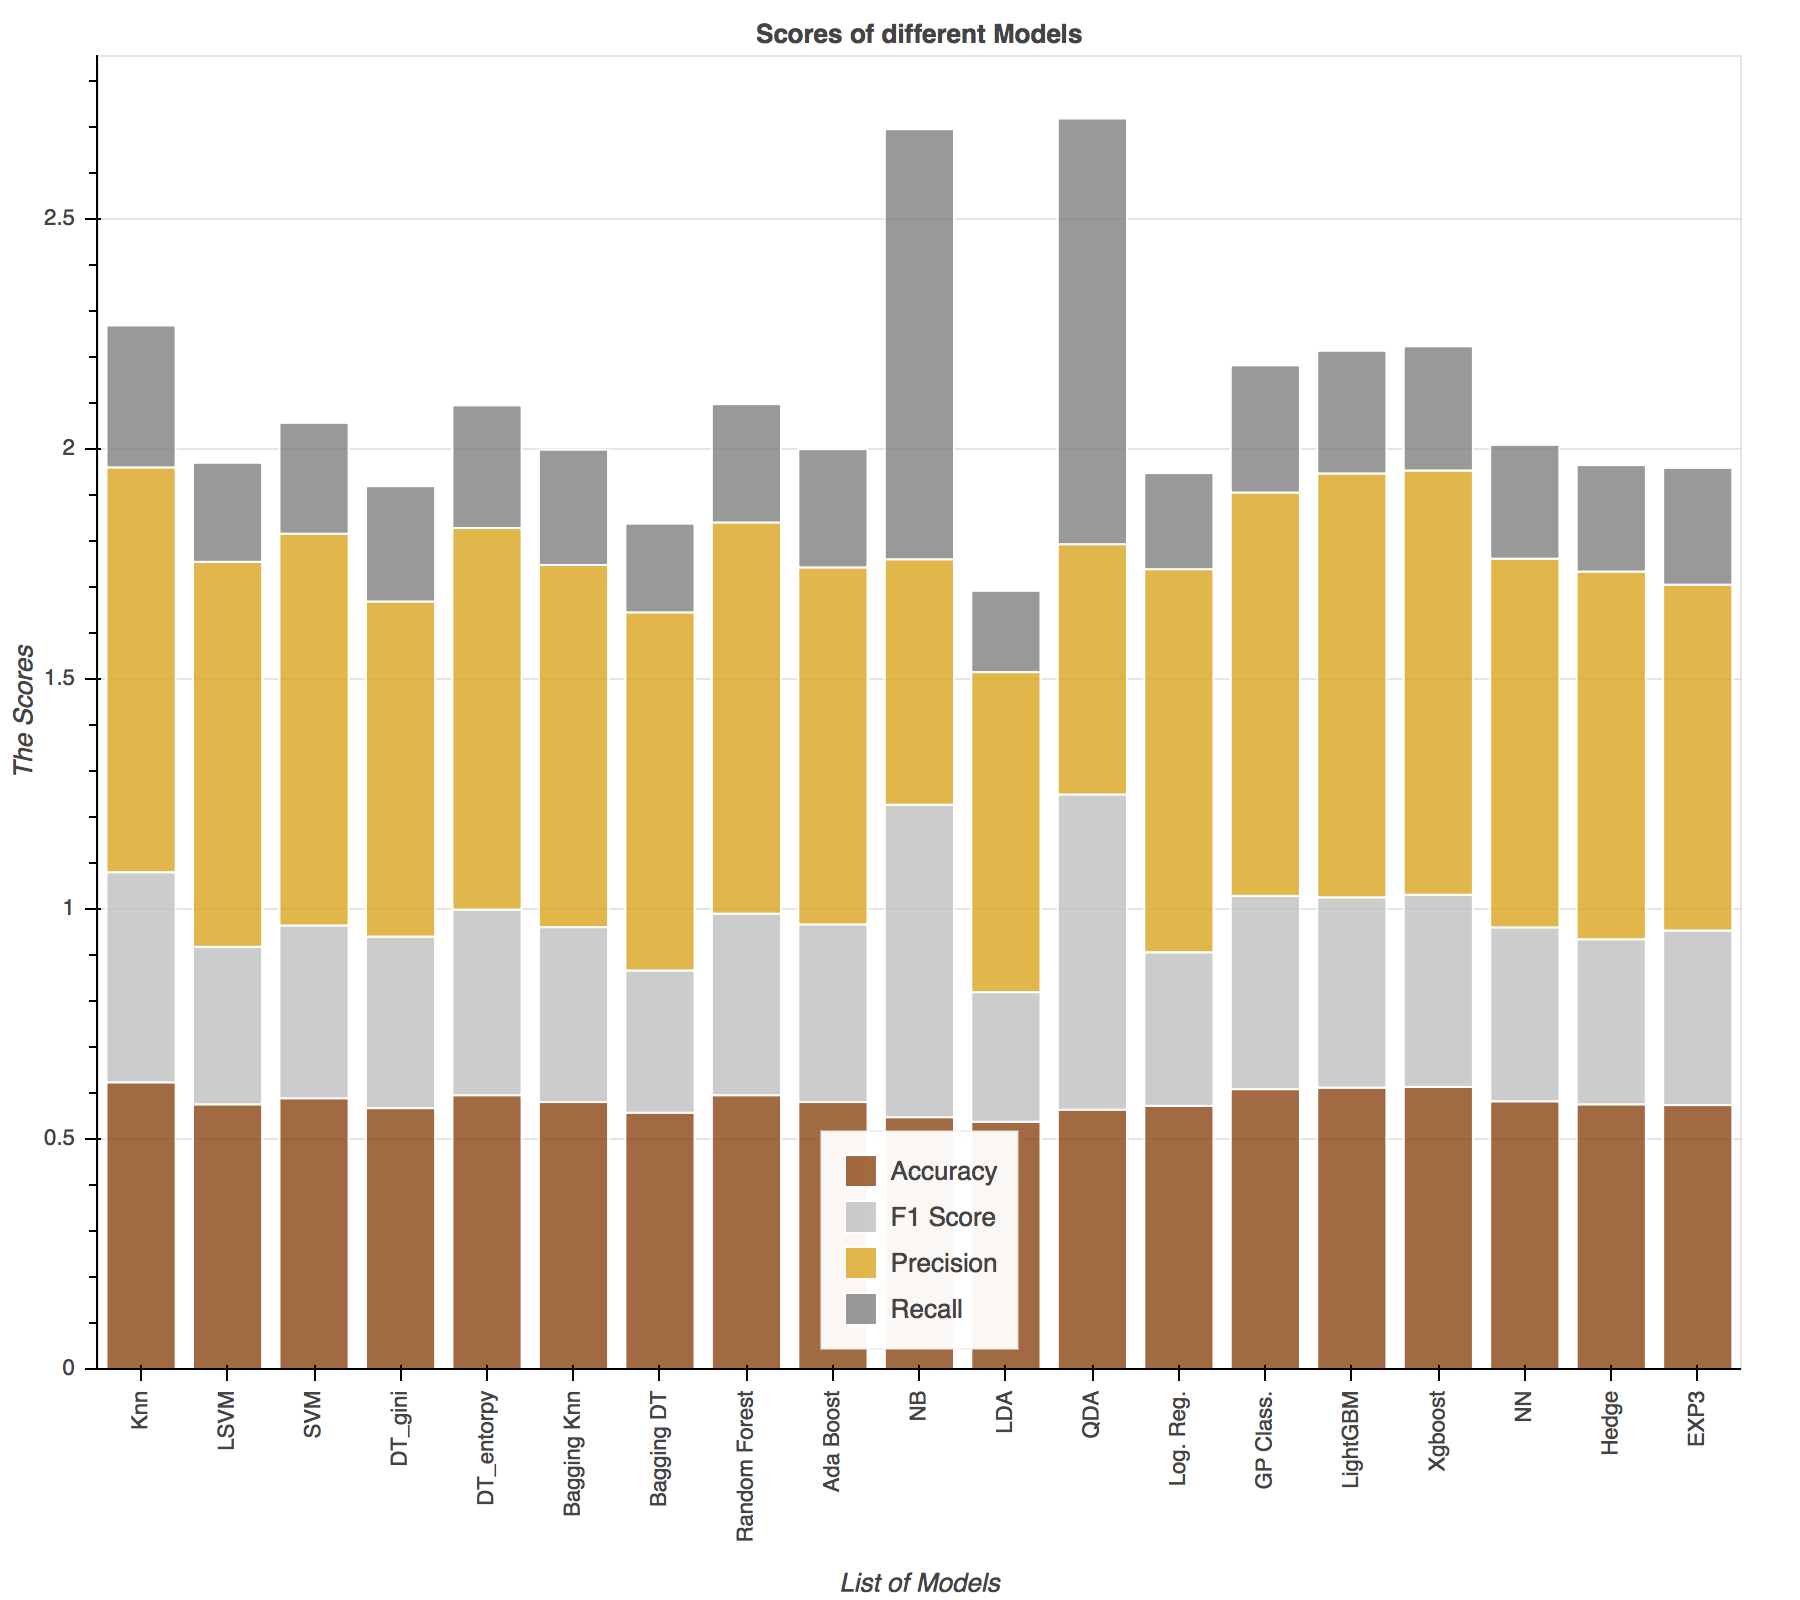 Scores of different Models
The Scores
2.5
2
1.5
1
0.5
0
Accuracy
F1 Score
Precision
Recall
Knn
LSVM
SVM
DT_gini
DT_entorpy
Bagging Knn
Bagging DT
Random Forest
Ada Boost
NB
LDA
QDA
Log. Reg.
GP Class.
LightGBM
Xgboost
NN
Hedge
EXP3
List of Models